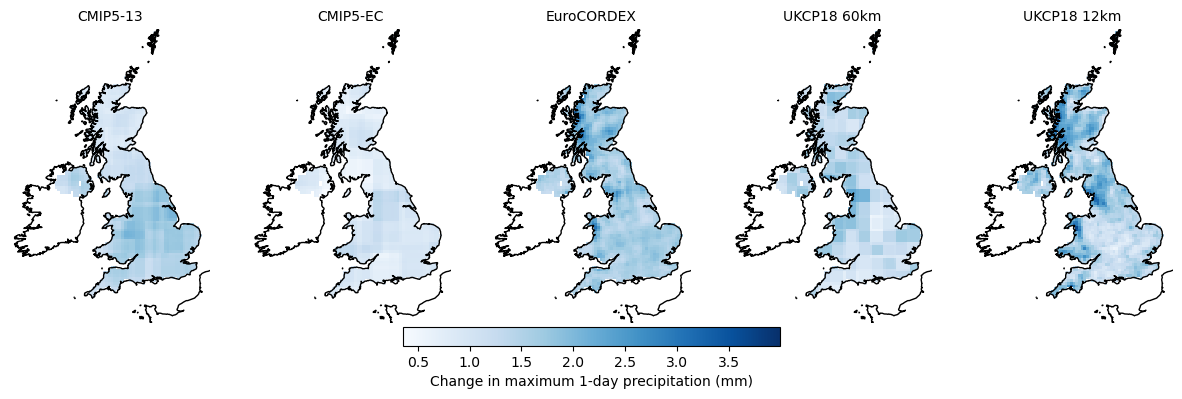 CMIP5-13
CMIP5-EC
EuroCORDEX
UKCP18 60km
UKCP18 12km
0.5 1.0 1.5 2.0 2.5 3.0 3.5
Change in maximum 1-day precipitation (mm)